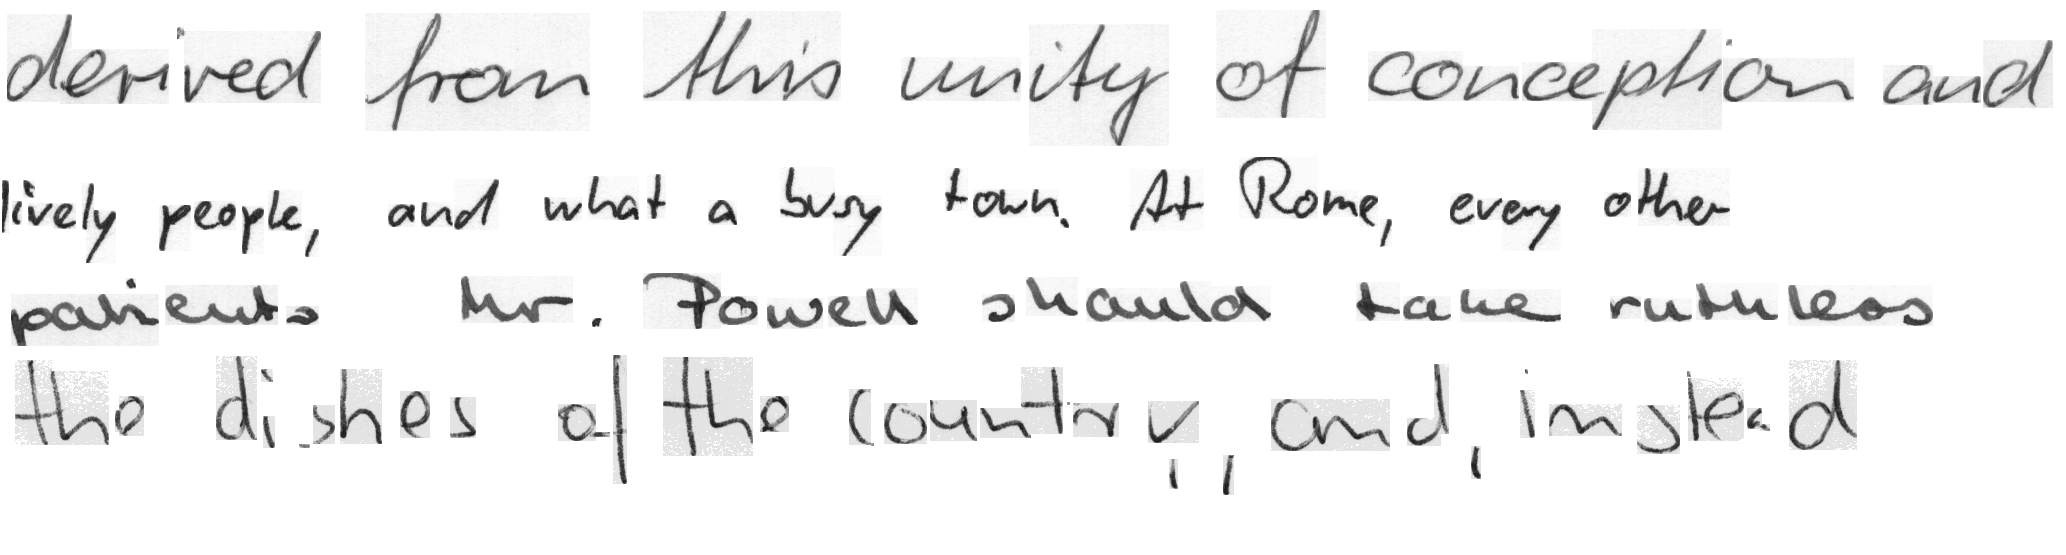 derived from this unity of conception and
lively people, and what a busy town. At Rome, every other
patients Mr. Powell should take ruthless
the dishes of the country, and, instead